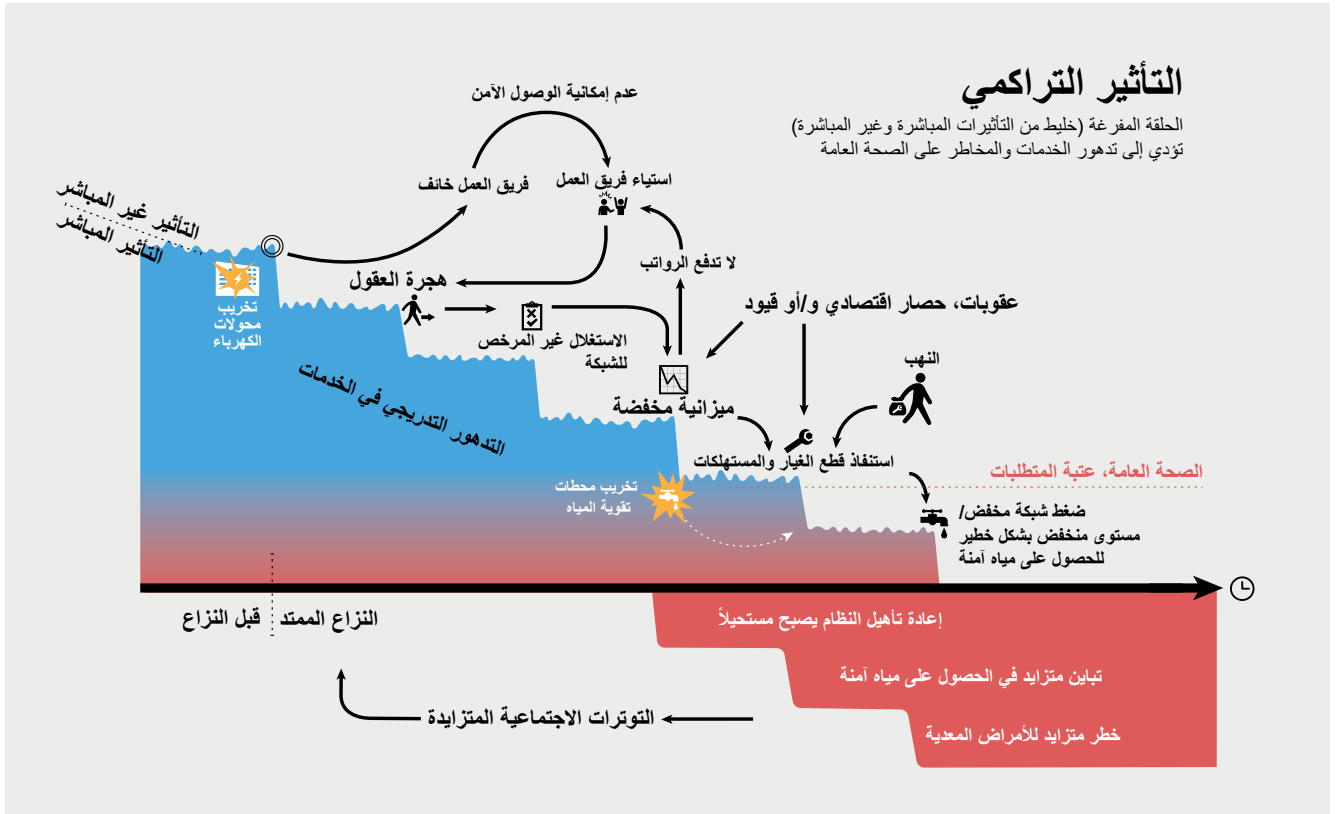 التأثير التراكمي
الحلقة المفرغة (خليط من التأثيرات المباشرة وغير المباشرة)
تؤدي إلى تدهور الخدمات والمخاطر على الصحة العامة
عدم إمكانية الوصول الآمن
استياء فريق العمل
فريق العمل خائف
التأثير غير المباشر
التأثير المباشر
لا تدفع الرواتب
هجرة العقول
تخريب
محولات
الكهرباء
عقوبات، حصار اقتصادي و/أو قيود
الاستغلال غير المرخص
للشبكة
النهب
التدهور التدريجي في الخدمات
ميزانية مخفضة
استنفاذ قطع الغيار والمستهلكات
الصحة العامة، عتبة المتطلبات
تخريب محطات
تقوية المياه
ضغط شبكة مخفض/
مستوى منخفض بشكل خطير
للحصول على مياه آمنة
قبل النزاع
النزاع الممتد
إعادة تأهيل النظام يصبح مستحيلاً
تباين متزايد في الحصول على مياه آمنة
خطر متزايد للأمراض المعدية
التوترات الاجتماعية المتزايدة